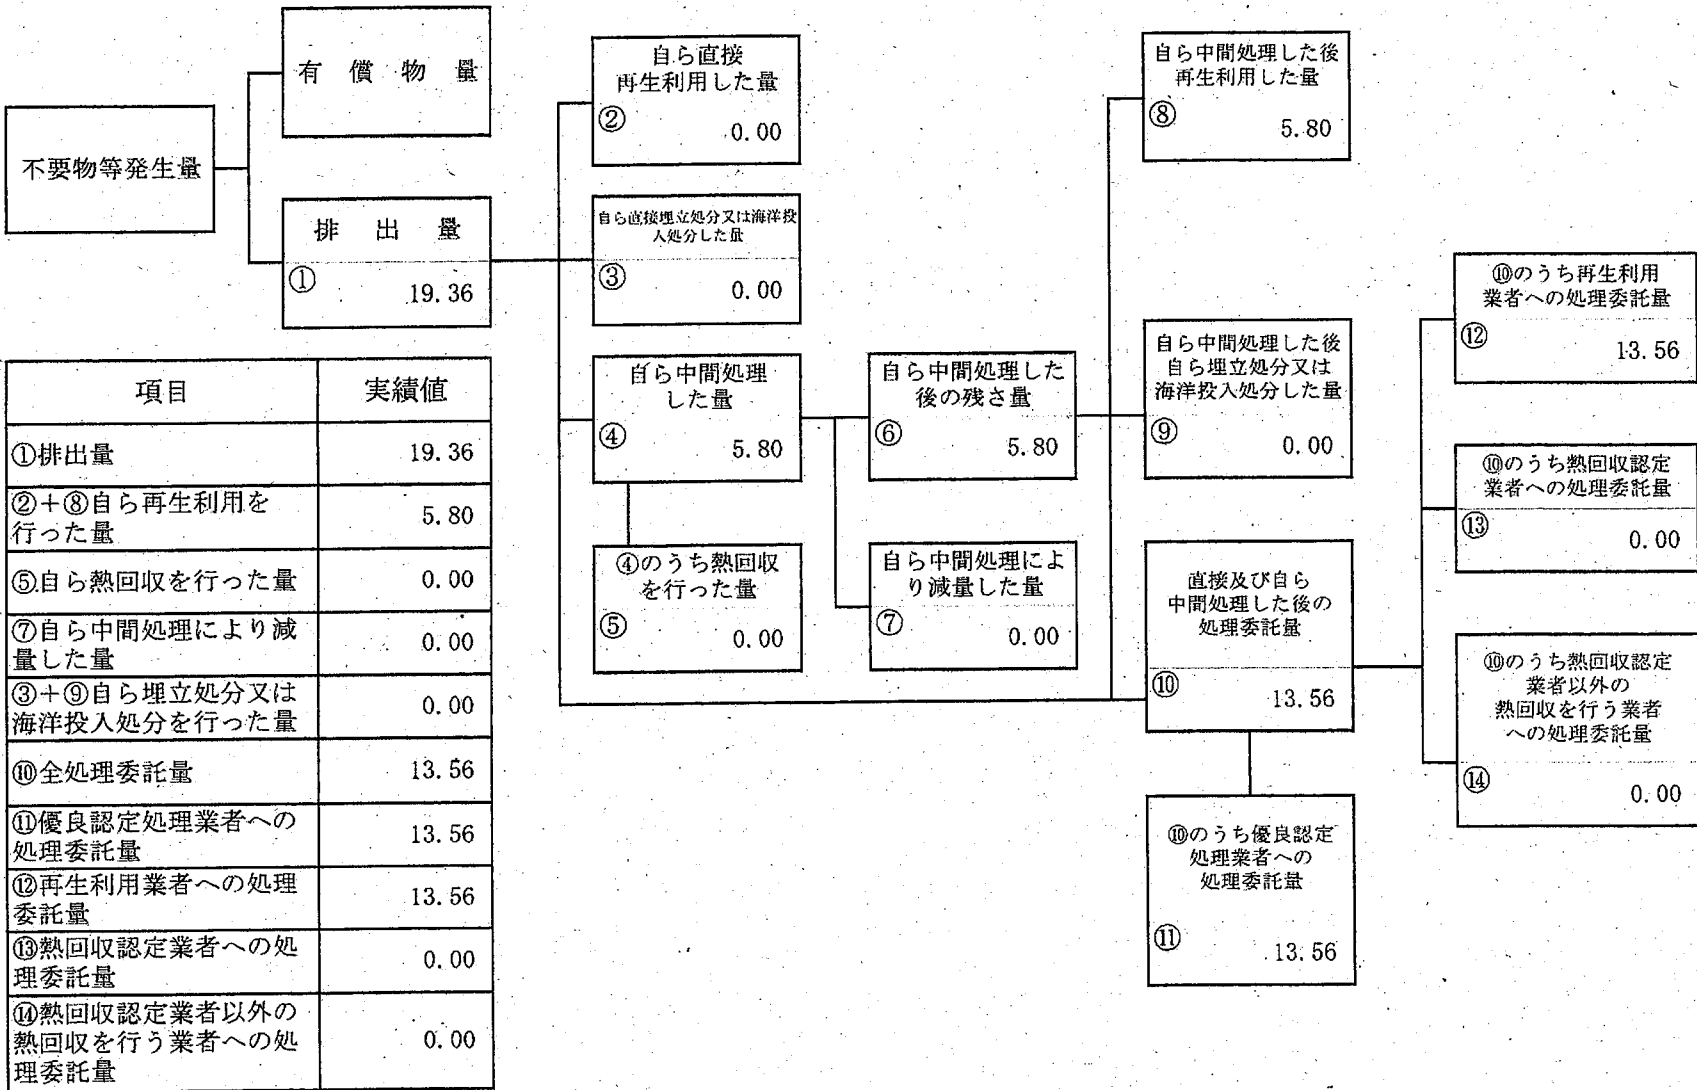 不要物等発生量
有償物量
排出量
① 19.36
自ら直接
再生利用した量
② 0.00
自ら直接埋立処分又は海洋投
入処分した量
③ 0.00
自ら中間処理
した量
④ 5.80
④のうち熱回収
を行った量
⑤ 0.00
自ら中間処理した
後の残さ量
⑥ 5.80
自ら中間処理によ
り減量した量
⑦ 0.00
自ら中間処理した後
再生利用した量
⑧ 5.80
自ら中間処理した後
自ら埋立処分又は
海洋投入処分した量
⑨ 0.00
直接及び自ら
中間処理した後の
処理委託量
⑩ 13.56
⑩のうち優良認定
処理業者への
処理委託量
⑪ 13.56
⑩のうち再生利用
業者への処理委託量
⑫ 13.56
⑩のうち熱回収認定
業者への処理委託量
⑬ 0.00
⑩のうち熱回収認定
業者以外の
熱回収を行う業者
への処理委託量
⑭ 0.00
項目 実績値
①排出量 19.36
②+⑧自ら再生利用を
行った量 5.80
⑤自ら熱回収を行った量 0.00
⑦自ら中間処理により減
量した量 0.00
③+⑨自ら埋立処分又は
海洋投入処分を行った量 0.00
⑩全処理委託量 13.56
⑪優良認定処理業者への
処理委託量 13.56
⑫再生利用業者への処理
委託量 13.56
⑬熱回収認定業者への処
理委託量 0.00
⑭熱回収認定業者以外の
熱回収を行う業者への処
理委託量 0.00